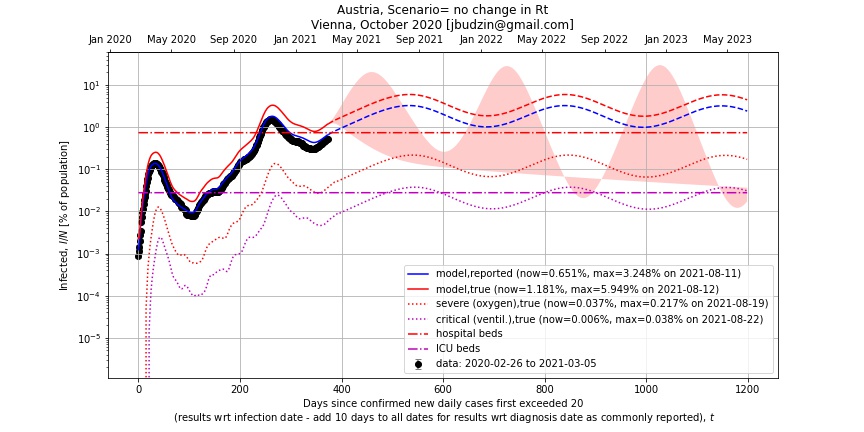 Austria, Scenario= no change in Rt
Vienna, October 2020 [jbudzin@gmail.com]
Jan 2020 May 2020 Sep 2020 Jan 2021 May 2021 Sep 2021 Jan 2022 May 2022 Sep 2022 Jan 2023 May 2023
10¹
10⁰
10⁻¹
10⁻²
10⁻³
10⁻⁴
10⁻⁵
Infected, I/N [% of population]
model,reported (now=0.651%, max=3.248% on 2021-08-11)
model,true (now=1.181%, max=5.949% on 2021-08-12)
severe (oxygen),true (now=0.037%, max=0.217% on 2021-08-19)
critical (ventil.),true (now=0.006%, max=0.038% on 2021-08-22)
hospital beds
ICU beds
data: 2020-02-26 to 2021-03-05
0 200 400 600 800 1000 1200
Days since confirmed new daily cases first exceeded 20
(results wrt infection date - add 10 days to all dates for results wrt diagnosis date as commonly reported), t